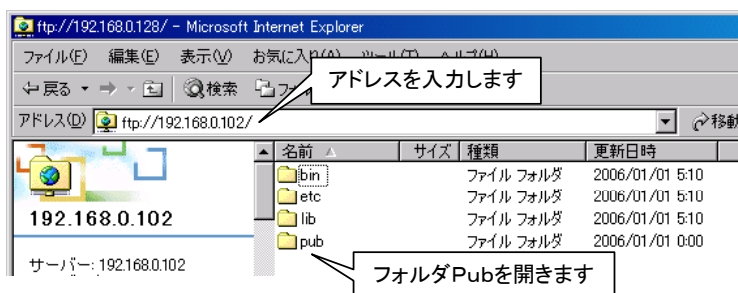 ftp://192.168.0.128/ - Microsoft Internet Explorer
ファイル(F) 編集(E) 表示(V) お気に入り(A) ツール(T) ヘルプ(H)
アドレスを入力します
戻る 検索
アドレス(D) ftp://192.168.0.102/ 移動
名前 サイズ 種類 更新日時
bin ファイル フォルダ 2006/01/01 5:10
etc ファイル フォルダ 2006/01/01 5:10
lib ファイル フォルダ 2006/01/01 5:10
pub ファイル フォルダ 2006/01/01 0:00
192.168.0.102
サーバー: 192.168.0.102
フォルダPubを開きます